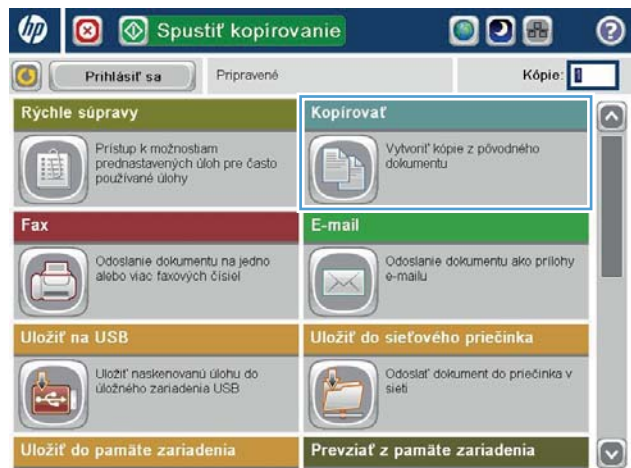 hp
Spustiť kopírovanie
?
Prihlásiť sa
Pripravené
Kópie: 1
Rýchle súpravy
Prístup k možnostiam
prednastavených úloh pre často
používané úlohy
Kopírovať
Vytvoriť kópie z pôvodného
dokumentu
Fax
Odoslanie dokumentu na jedno
alebo viac faxových čísiel
E-mail
Odoslanie dokumentu ako prílohy
e-mailu
Uložiť na USB
Uložiť naskenovanú úlohu do
úložného zariadenia USB
Uložiť do sieťového priečinka
Odoslať dokument do priečinka v
sieti
Uložiť do pamäte zariadenia
Prevziať z pamäte zariadenia